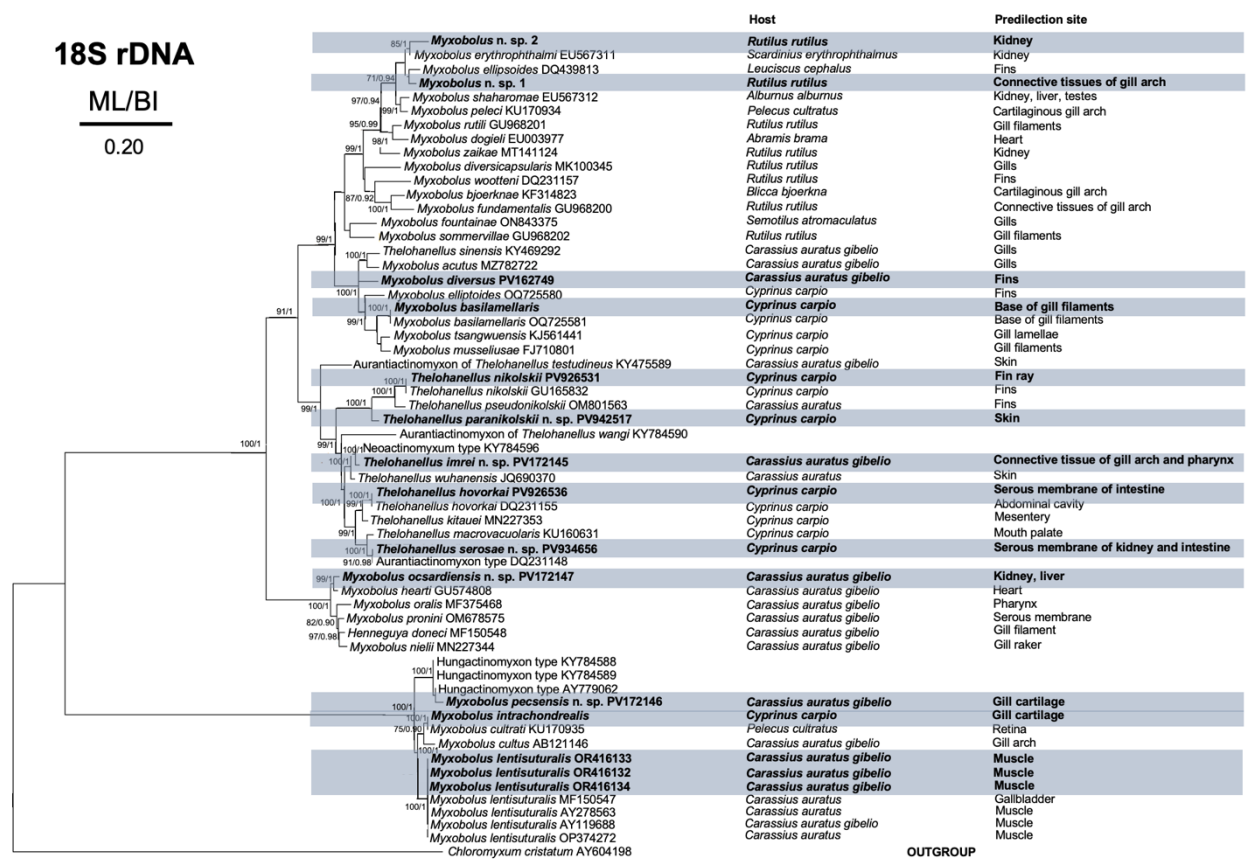 Host Predilection site
18S rDNA
ML/BI
0.20
85/1 Myxobolus n. sp. 2 Rutilus rutilus Kidney
Myxobolus erythrophthalmi EU567311 Scardinius erythrophthalmus Kidney
Myxobolus ellipsoides DQ439813 Leuciscus cephalus Fins
71/0.94 Myxobolus n. sp. 1 Rutilus rutilus Connective tissues of gill arch
97/0.94 Myxobolus shaharomae EU567312 Alburnus alburnus Kidney, liver, testes
99/1 Myxobolus peleci KU170934 Pelecus cultratus Cartilaginous gill arch
95/0.99 Myxobolus rutili GU968201 Rutilus rutilus Gill filaments
98/1 Myxobolus dogieli EU003977 Abramis brama Heart
99/1 Myxobolus zaikae MT141124 Rutilus rutilus Kidney
Myxobolus diversicapsularis MK100345 Rutilus rutilus Gills
Myxobolus wootteni DQ231157 Rutilus rutilus Fins
87/0.92 Myxobolus bjoerknae KF314823 Blicca bjoerkna Cartilaginous gill arch
100/1 Myxobolus fundamentalis GU968200 Rutilus rutilus Connective tissues of gill arch
Myxobolus fountainae ON843375 Semotilus atromaculatus Gills
99/1 Myxobolus sommervillae GU968202 Rutilus rutilus Gill filaments
100/1 Thelohanellus sinensis KY469292 Carassius auratus gibelio Gills
Myxobolus acutus MZ782722 Carassius auratus gibelio Gills
Myxobolus diversus PV162749 Carassius auratus gibelio Fins
100/1 Myxobolus elliptoides OQ725580 Cyprinus carpio Fins
91/1 100/1 Myxobolus basilamellaris Cyprinus carpio Base of gill filaments
99/1 Myxobolus basilamellaris OQ725581 Cyprinus carpio Base of gill filaments
Myxobolus tsangwuensis KJ561441 Cyprinus carpio Gill lamellae
Myxobolus musseliusae FJ710801 Cyprinus carpio Gill filaments
Aurantiactinomyxon of Thelohanellus testudineus KY475589 Carassius auratus gibelio Skin
100/1 Thelohanellus nikolskii PV926531 Cyprinus carpio Fin ray
100/1 Thelohanellus nikolskii GU165832 Cyprinus carpio Fins
99/1 100/1 Thelohanellus pseudonikolskii OM801563 Carassius auratus Fins
Thelohanellus paranikolskii n. sp. PV942517 Cyprinus carpio Skin
Aurantiactinomyxon of Thelohanellus wangi KY784590
100/1 99/1 100/1 Neoactinomyxum type KY784596
100/1 Thelohanellus imrei n. sp. PV172145 Carassius auratus gibelio Connective tissue of gill arch and pharynx
Thelohanellus wuhanensis JQ690370 Carassius auratus Skin
100/1 Thelohanellus hovorkai PV926536 Cyprinus carpio Serous membrane of intestine
100/1 99/1 Thelohanellus hovorkai DQ231155 Cyprinus carpio Abdominal cavity
Thelohanellus kitauei MN227353 Cyprinus carpio Mesentery
99/1 Thelohanellus macrovacuolaris KU160631 Cyprinus carpio Mouth palate
100/1 Thelohanellus serosae n. sp. PV934656 Cyprinus carpio Serous membrane of kidney and intestine
91/0.98 Aurantiactinomyxon type DQ231148
99/1 Myxobolus ocsardiensis n. sp. PV172147 Carassius auratus gibelio Kidney, liver
Myxobolus hearti GU574808 Carassius auratus gibelio Heart
100/1 Myxobolus oralis MF375468 Carassius auratus gibelio Pharynx
82/0.90 Myxobolus pronini OM678575 Carassius auratus gibelio Serous membrane
97/0.98 Henneguya doneci MF150548 Carassius auratus gibelio Gill filament
Myxobolus nielii MN227344 Carassius auratus gibelio Gill raker
Hungactinomyxon type KY784588
100/1 Hungactinomyxon type KY784589
Hungactinomyxon type AY779062
100/1 Myxobolus pecsensis n. sp. PV172146 Carassius auratus gibelio Gill cartilage
100/1 Myxobolus intrachondrealis Cyprinus carpio Gill cartilage
75/0.90 Myxobolus cultrati KU170935 Pelecus cultratus Retina
100/1 Myxobolus cultus AB121146 Carassius auratus gibelio Gill arch
Myxobolus lentisuturalis OR416133 Carassius auratus gibelio Muscle
Myxobolus lentisuturalis OR416132 Carassius auratus gibelio Muscle
Myxobolus lentisuturalis OR416134 Carassius auratus gibelio Muscle
100/1 Myxobolus lentisuturalis MF150547 Carassius auratus Gallbladder
Myxobolus lentisuturalis AY278563 Carassius auratus Muscle
Myxobolus lentisuturalis AY119688 Carassius auratus gibelio Muscle
Myxobolus lentisuturalis OP374272 Carassius auratus Muscle
Chloromyxum cristatum AY604198 OUTGROUP